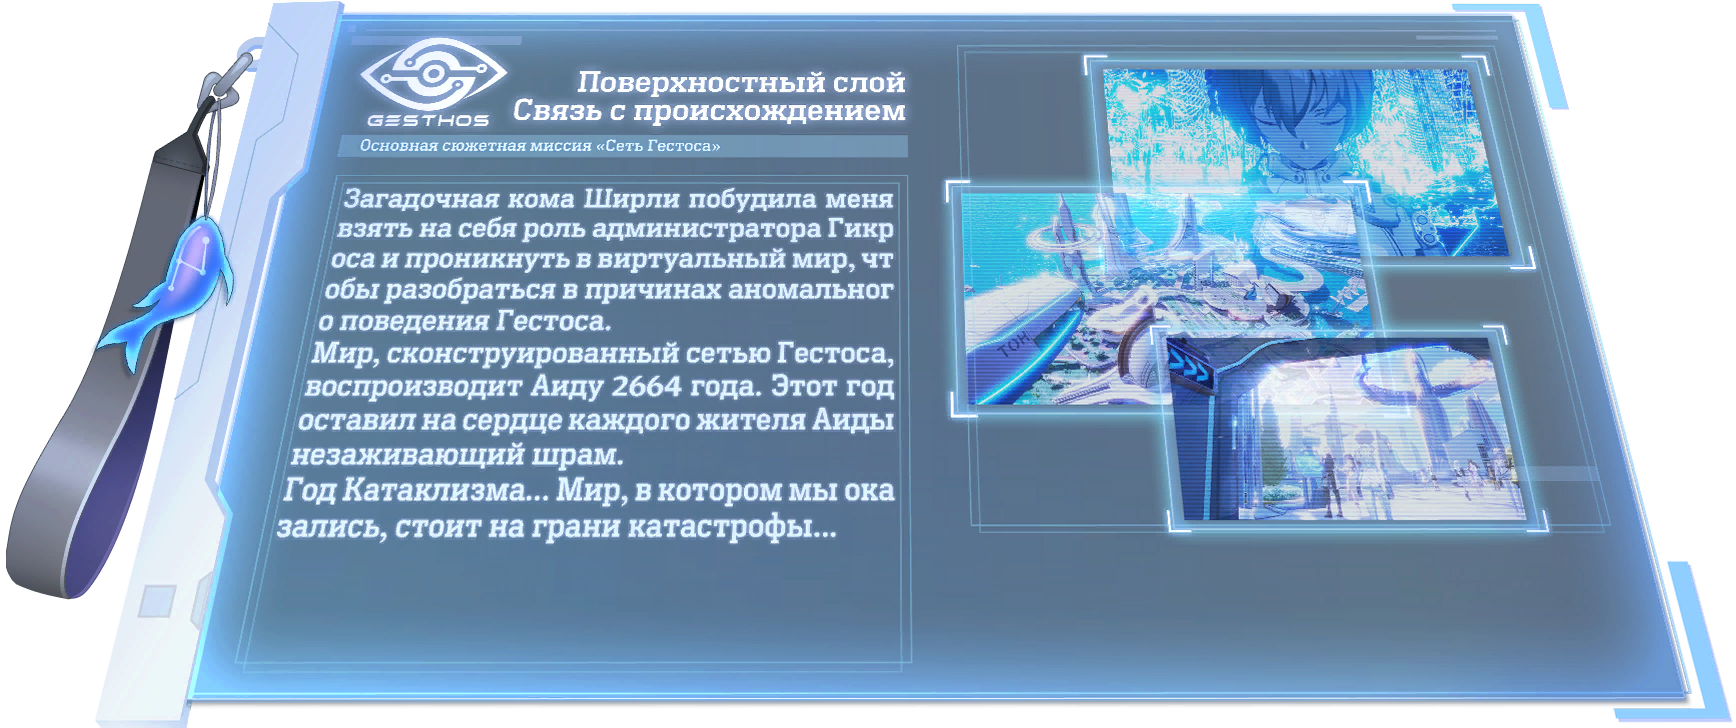 GESTHOS
Поверхностный слой
Связь с происхождением
Основная сюжетная миссия «Сеть Гестоса»
Загадочная кома Ширли побудила меня
взять на себя роль администратора Гикр
оса и проникнуть в виртуальный мир, чт
обы разобраться в причинах аномальног
о поведения Гестоса.
Мир, сконструированный сетью Гестоса,
воспроизводит Аиду 2664 года. Этот год
оставил на сердце каждого жителя Аиды
незаживающий шрам.
Год Катаклизма... Мир, в котором мы ока
зались, стоит на грани катастрофы...